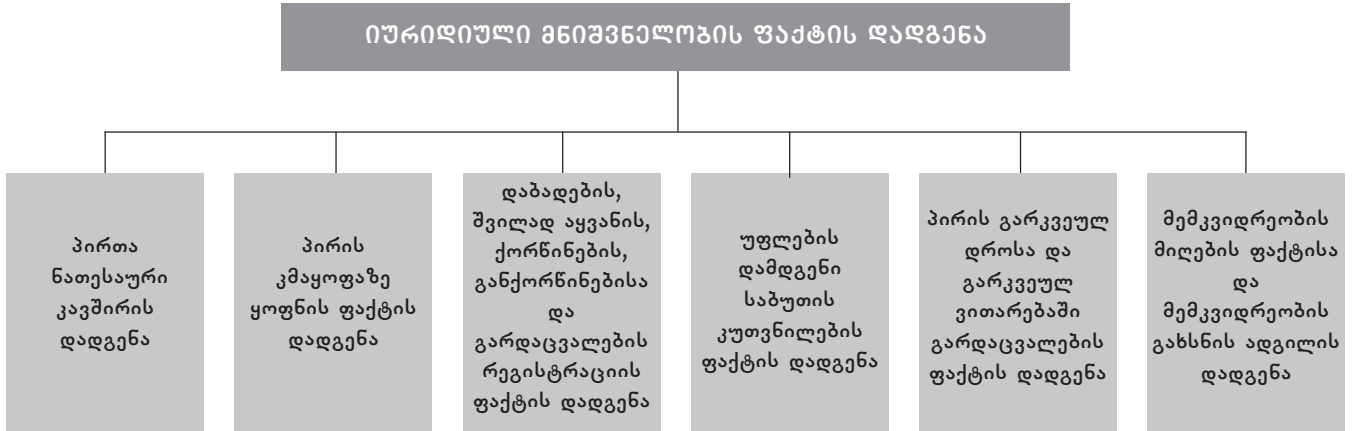 იურიდიული მნიშვნელობის ფაქტის დადგენა
პირთა
ნათესაური
კავშირის
დადგენა
პირის
კმაყოფაზე
ყოფნის ფაქტის
დადგენა
დაბადების,
შვილად აყვანის,
ქორწინების,
განქორწინებისა
და
გარდაცვალების
რეგისტრაციის
ფაქტის დადგენა
უფლების
დამდგენი
საბუთის
კუთვნილების
ფაქტის დადგენა
პირის გარკვეულ
დროსა და
გარკვეულ
ვითარებაში
გარდაცვალების
ფაქტის დადგენა
მემკვიდრეობის
მიღების ფაქტისა
და
მემკვიდრეობის
გახსნის ადგილის
დადგენა